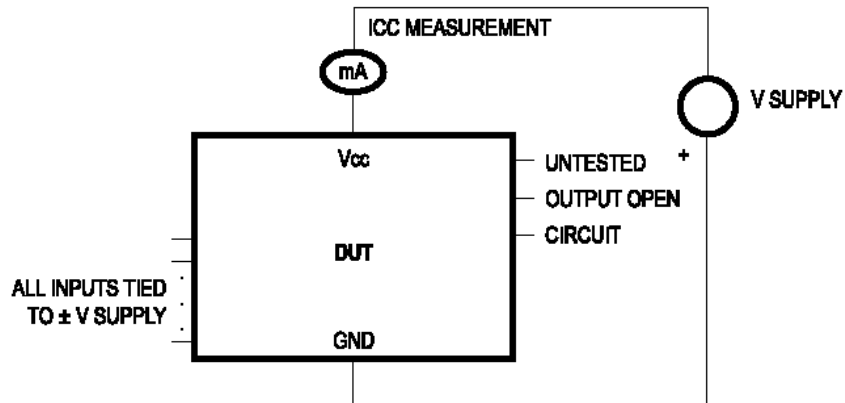 ICC MEASUREMENT
mA
V SUPPLY
+
Vcc
UNTESTED
OUTPUT OPEN
CIRCUIT
DUT
ALL INPUTS TIED
TO ± V SUPPLY
GND